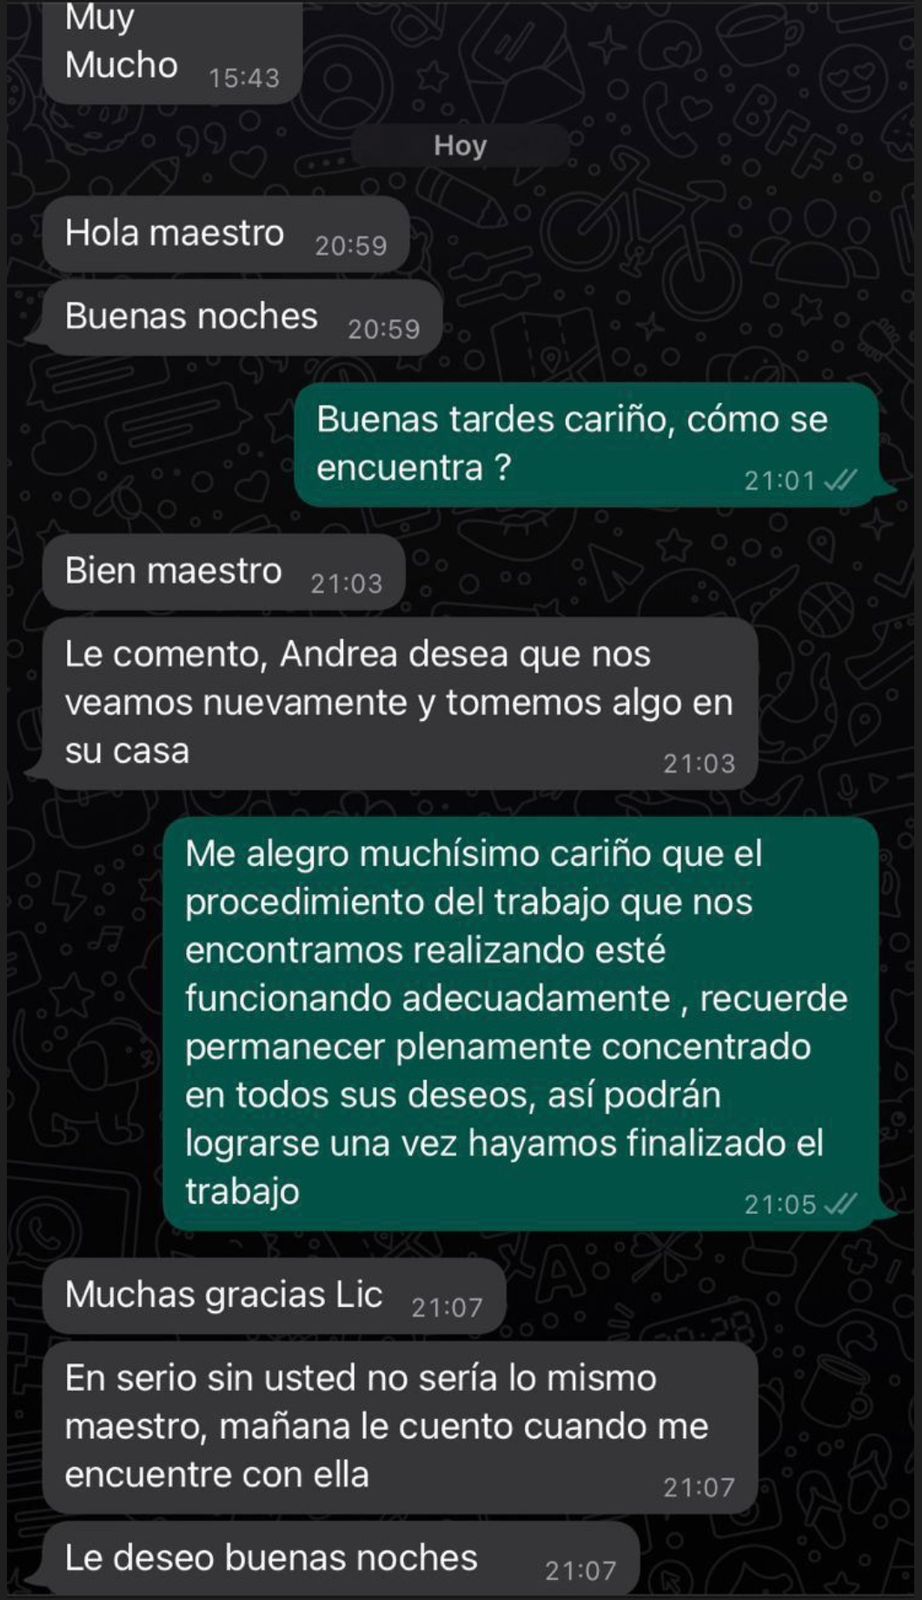 Muy
Mucho 15:43
Hoy
Hola maestro 20:59
Buenas noches 20:59
Buenas tardes cariño, cómo se
encuentra ?
21:01
Bien maestro 21:03
Le comento, Andrea desea que nos
veamos nuevamente y tomemos algo en
su casa
21:03
Me alegro muchísimo cariño que el
procedimiento del trabajo que nos
encontramos realizando esté
funcionando adecuadamente , recuerde
permanecer plenamente concentrado
en todos sus deseos, así podrán
lograrse una vez hayamos finalizado el
trabajo
21:05
Muchas gracias Lic 21:07
En serio sin usted no sería lo mismo
maestro, mañana le cuento cuando me
encuentre con ella
21:07
Le deseo buenas noches 21:07